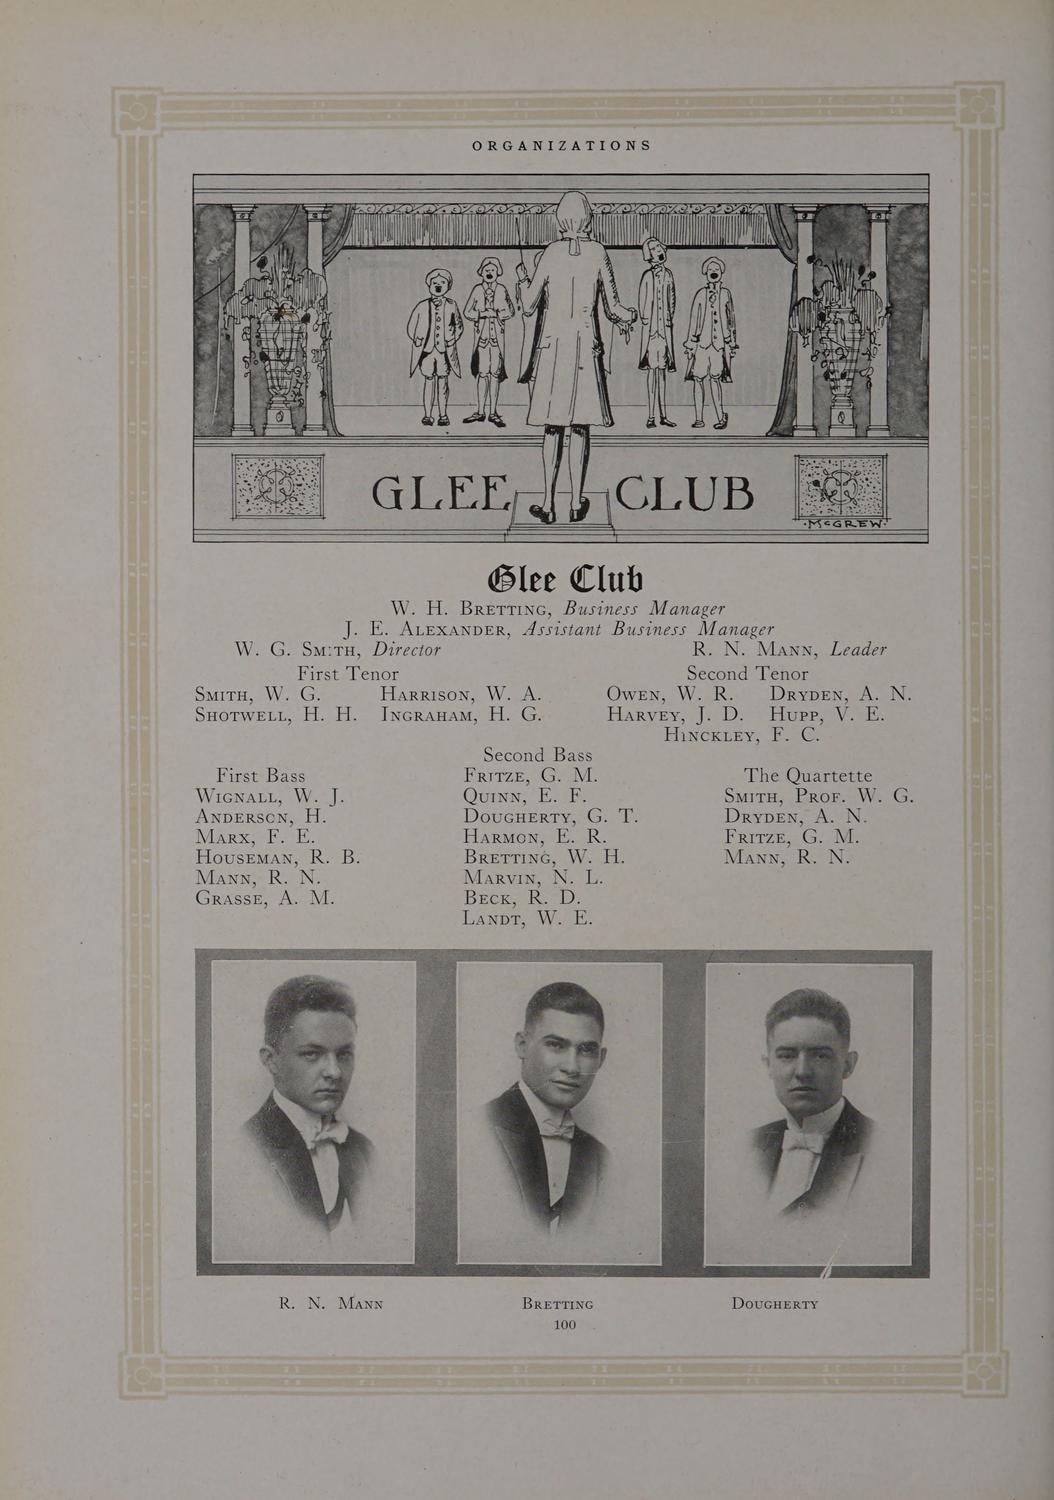 ORGANIZATIONS
GLEE CLUB
·McGREW·
Glee Club
W. H. BRETTING, Business Manager
J. E. ALEXANDER, Assistant Business Manager
W. G. SMITH, Director R. N. MANN, Leader
First Tenor
SMITH, W. G. HARRISON, W. A.
SHOTWELL, H. H. INGRAHAM, H. G.
Second Tenor
OWEN, W. R. DRYDEN, A. N.
HARVEY, J. D. HUPP, V. E.
HINCKLEY, F. C.
First Bass
WIGNALL, W. J.
ANDERSON, H.
MARX, F. E.
HOUSEMAN, R. B.
MANN, R. N.
GRASSE, A. M.
Second Bass
FRITZE, G. M.
QUINN, E. F.
DOUGHERTY, G. T.
HARMON, E. R.
BRETTING, W. H.
MARVIN, N. L.
BECK, R. D.
LANDT, W. E.
The Quartette
SMITH, PROF. W. G.
DRYDEN, A. N.
FRITZE, G. M.
MANN, R. N.
R. N. MANN BRETTING DOUGHERTY
100